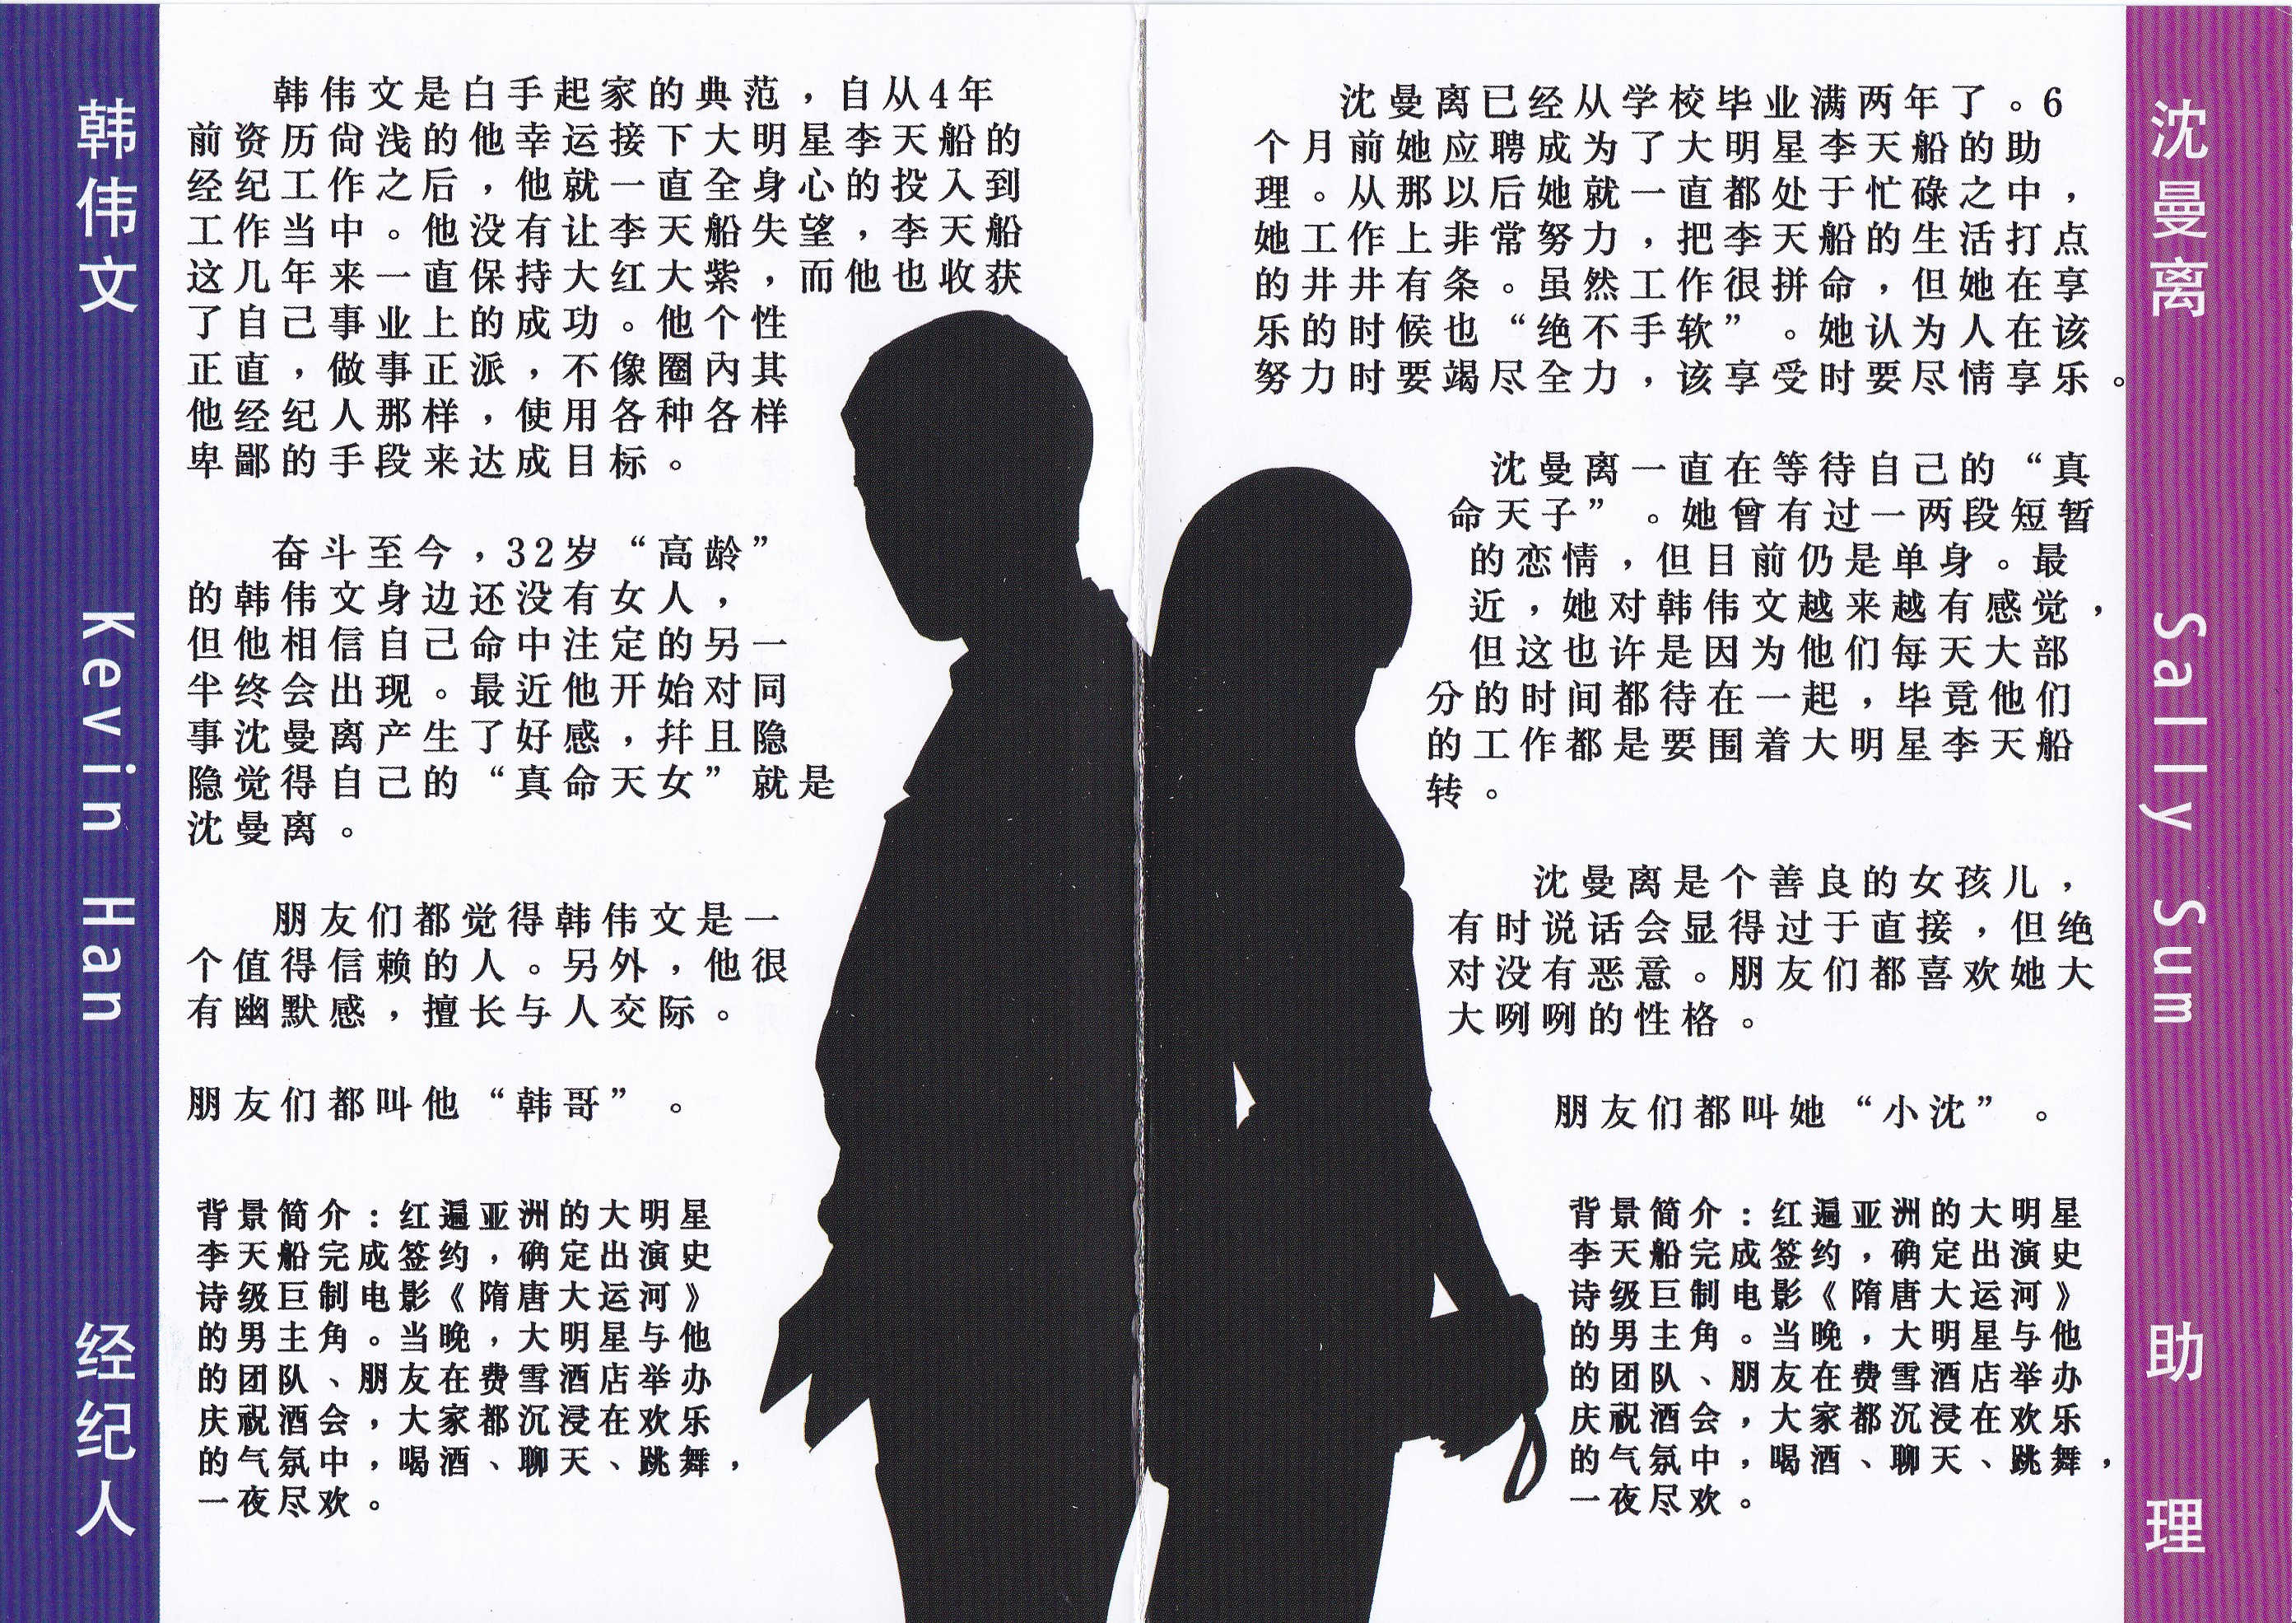 韩伟文
Kevin Han
经纪人
韩伟文是白手起家的典范，自从4年
前资历尚浅的他幸运接下大明星李天船的
经纪工作之后，他就一直全身心的投入到
工作当中。他没有让李天船失望，李天船
这几年来一直保持大红大紫，而他也收获
了自己事业上的成功。他个性
正直，做事正派，不像圈内其
他经纪人那样，使用各种各样
卑鄙的手段来达成目标。
奋斗至今，32岁“高龄”
的韩伟文身边还没有女人，
但他相信自己命中注定的另一
半终会出现。最近他开始对同
事沈曼离产生了好感，并且隐
隐觉得自己的“真命天女”就是
沈曼离。
朋友们都觉得韩伟文是一
个值得信赖的人。另外，他很
有幽默感，擅长与人交际。
朋友们都叫他“韩哥”。
背景简介：红遍亚洲的大明星
李天船完成签约，确定出演史
诗级巨制电影《隋唐大运河》
的男主角。当晚，大明星与他
的团队、朋友在费雪酒店举办
庆祝酒会，大家都沉浸在欢乐
的气氛中，喝酒、聊天、跳舞，
一夜尽欢。
沈曼离已经从学校毕业满两年了。6
个月前她应聘成为了大明星李天船的助
理。从那以后她就一直都处于忙碌之中，
她工作上非常努力，把李天船的生活打点
的井井有条。虽然工作很拼命，但她在享
乐的时候也“绝不手软”。她认为人在该
努力时要竭尽全力，该享受时要尽情享乐。
沈曼离一直在等待自己的“真
命天子”。她曾有过一两段短暂
的恋情，但目前仍是单身。最
近，她对韩伟文越来越有感觉，
但这也许是因为他们每天大部
分的时间都待在一起，毕竟他们
的工作都是要围着大明星李天船
转。
沈曼离是个善良的女孩儿，
有时说话会显得过于直接，但绝
对没有恶意。朋友们都喜欢她大
大咧咧的性格。
朋友们都叫她“小沈”。
背景简介：红遍亚洲的大明星
李天船完成签约，确定出演史
诗级巨制电影《隋唐大运河》
的男主角。当晚，大明星与他
的团队、朋友在费雪酒店举办
庆祝酒会，大家都沉浸在欢乐
的气氛中，喝酒、聊天、跳舞，
一夜尽欢。
沈曼离
Sally Sum
助理